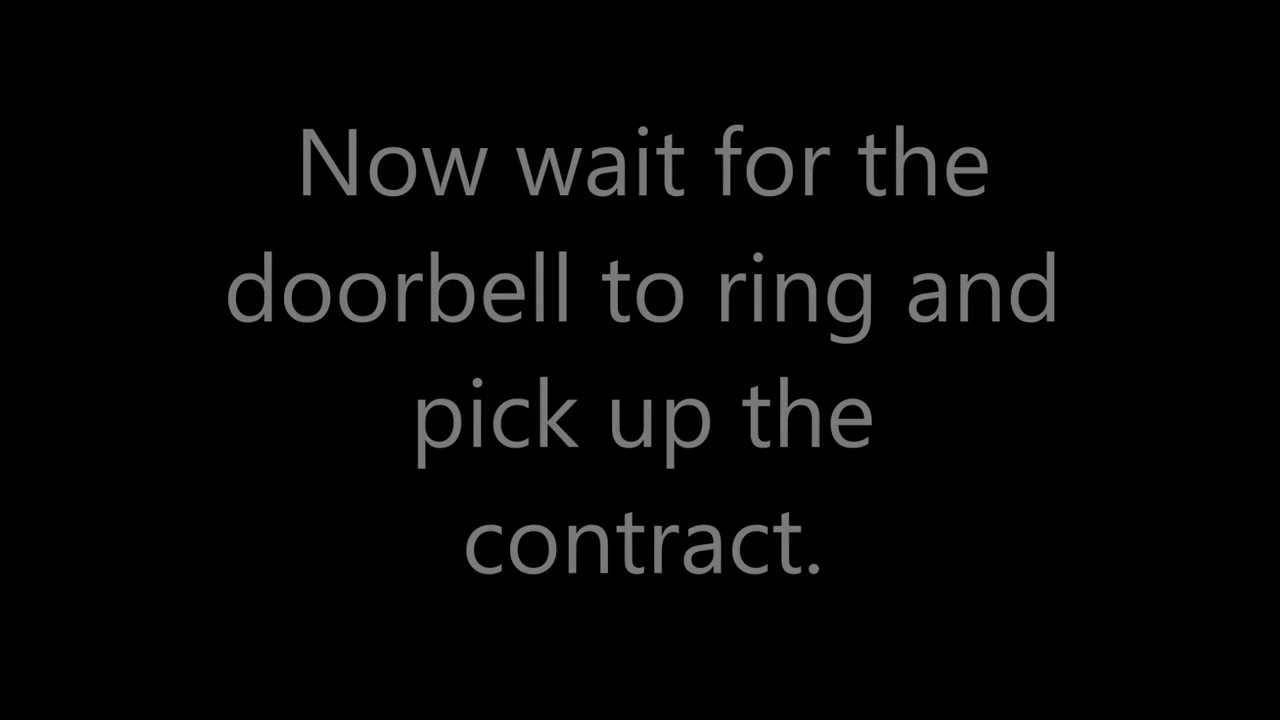 Now wait for the
doorbell to ring and
pick up the
contract.